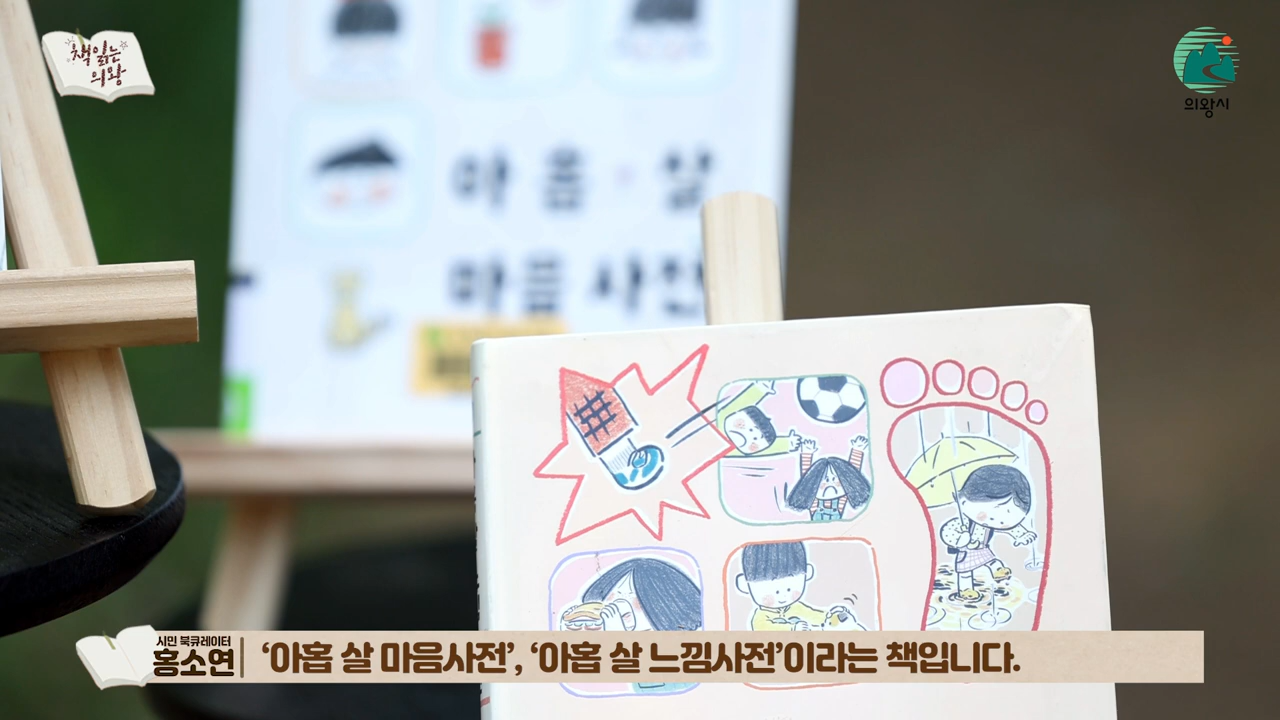 책 읽는
의왕
의왕시
아홉 살
마음 사전
시민 북큐레이터
홍소연
‘아홉 살 마음사전’, ‘아홉 살 느낌사전’이라는 책입니다.